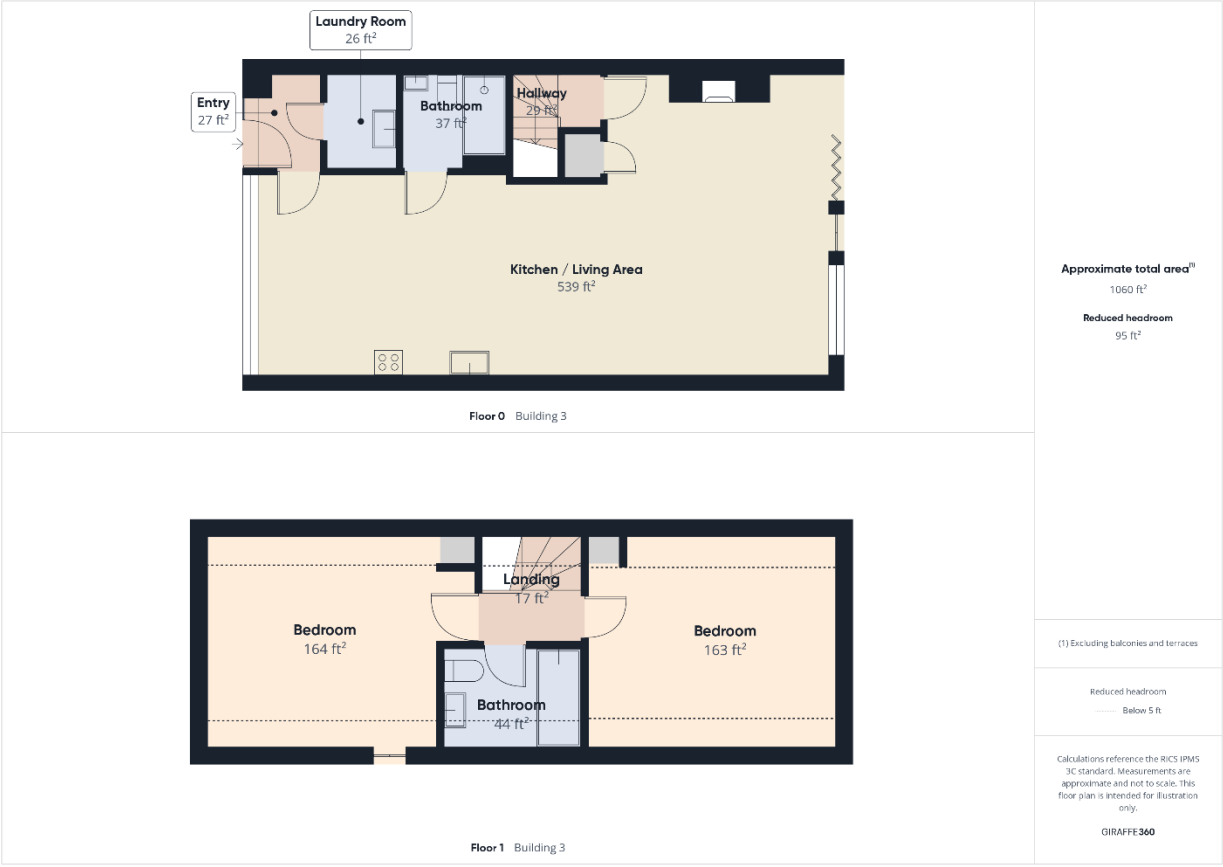 Laundry Room
26 ft²
Entry
27 ft²
Bathroom
37 ft²
Hallway
29 ft²
Kitchen / Living Area
539 ft²
Floor 0 Building 3
Landing
17 ft²
Bedroom
164 ft²
Bedroom
163 ft²
Bathroom
44 ft²
Floor 1 Building 3
Approximate total area⁽¹⁾
1060 ft²
Reduced headroom
95 ft²
(1) Excluding balconies and terraces
Reduced headroom
Below 5 ft
Calculations reference the RICS IPMS
3C standard. Measurements are
approximate and not to scale. This
floor plan is intended for illustration
only.
GIRAFFE360